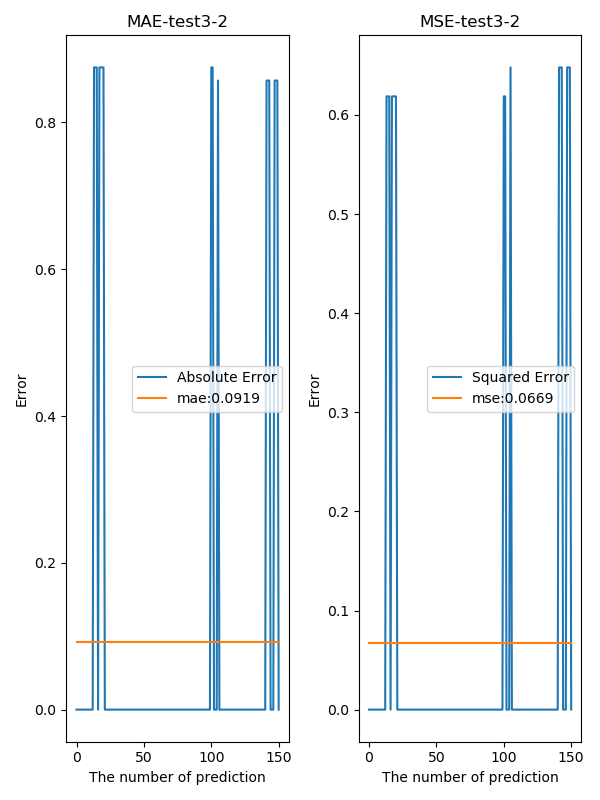 MAE-test3-2
0.8
0.6
0.4
0.2
0.0
Error
Absolute Error
mae:0.0919
0
50
100
150
The number of prediction
MSE-test3-2
0.6
0.5
0.4
0.3
0.2
0.1
0.0
Error
Squared Error
mse:0.0669
0
50
100
150
The number of prediction